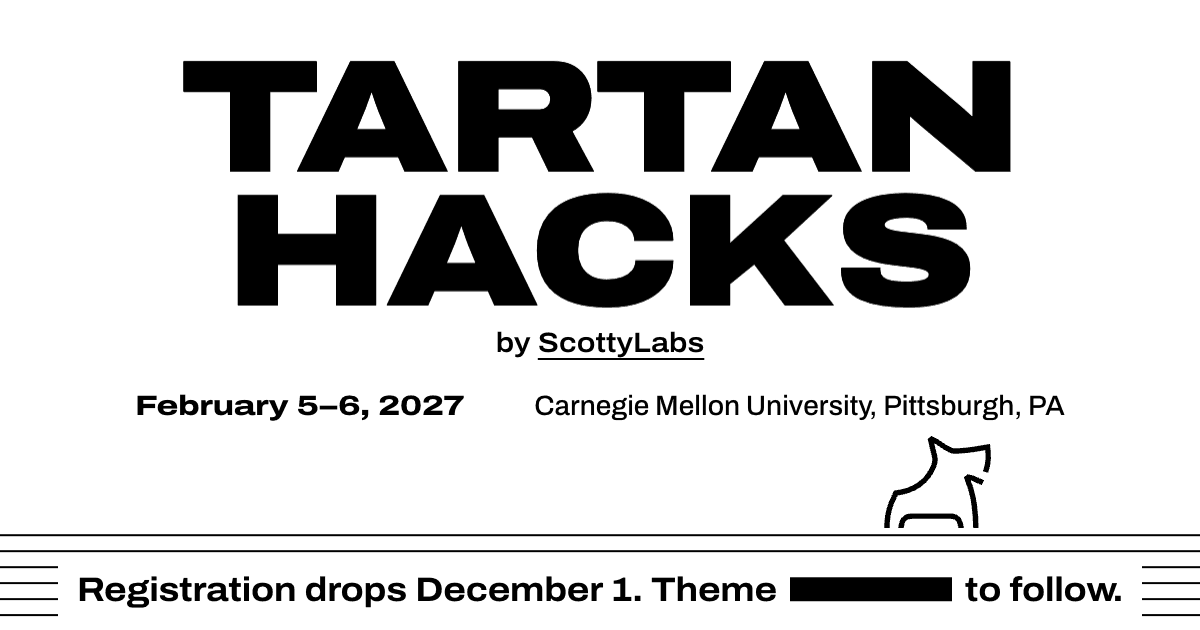 TARTAN
HACKS
by ScottyLabs
February 5–6, 2027
Carnegie Mellon University, Pittsburgh, PA
Registration drops December 1. Theme to follow.